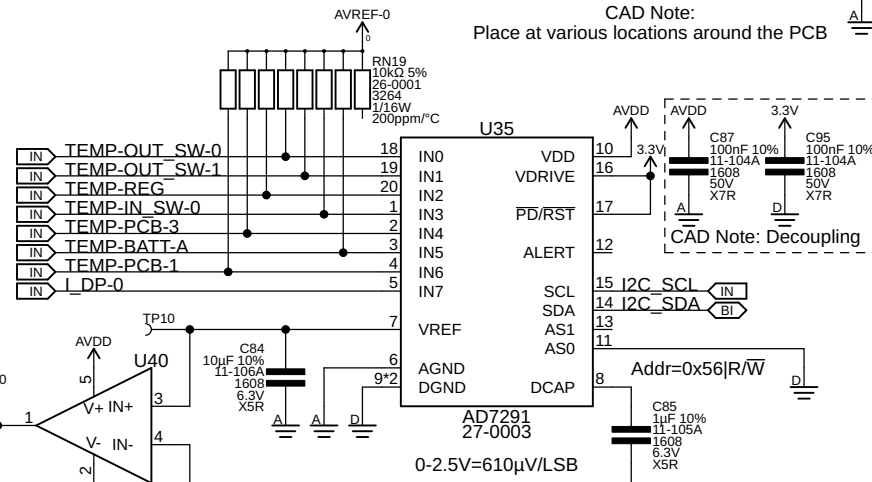 CAD Note:
Place at various locations around the PCB
A
AVREF-0
0
RN19
10kΩ 5%
26-0001
3264
1/16W
200ppm/°C
U35
AVDD
3.3V
AVDD
C87
100nF 10%
11-104A
1608
50V
X7R
A
3.3V
C95
100nF 10%
11-104A
1608
50V
X7R
D
CAD Note: Decoupling
IN TEMP-OUT_SW-0 18 IN0
IN TEMP-OUT_SW-1 19 IN1
IN TEMP-REG 20 IN2
IN TEMP-IN_SW-0 1 IN3
IN TEMP-PCB-3 2 IN4
IN TEMP-BATT-A 3 IN5
IN TEMP-PCB-1 4 IN6
IN I_DP-0 5 IN7
7 VREF
6 AGND
9*2 DGND
VDD 10
VDRIVE 16
PD/RST 17
ALERT 12
SCL 15 I2C_SCL IN
SDA 14 I2C_SDA BI
AS1 13
AS0 11
DCAP 8
Addr=0x56|R/W
D
TP10
C84
10µF 10%
11-106A
1608
6.3V
X5R
A
A
D
AD7291
27-0003
0-2.5V=610µV/LSB
C85
1µF 10%
11-105A
1608
6.3V
X5R
AVDD
U40
0
5
V+ IN+ 3
1
V- IN- 4
2